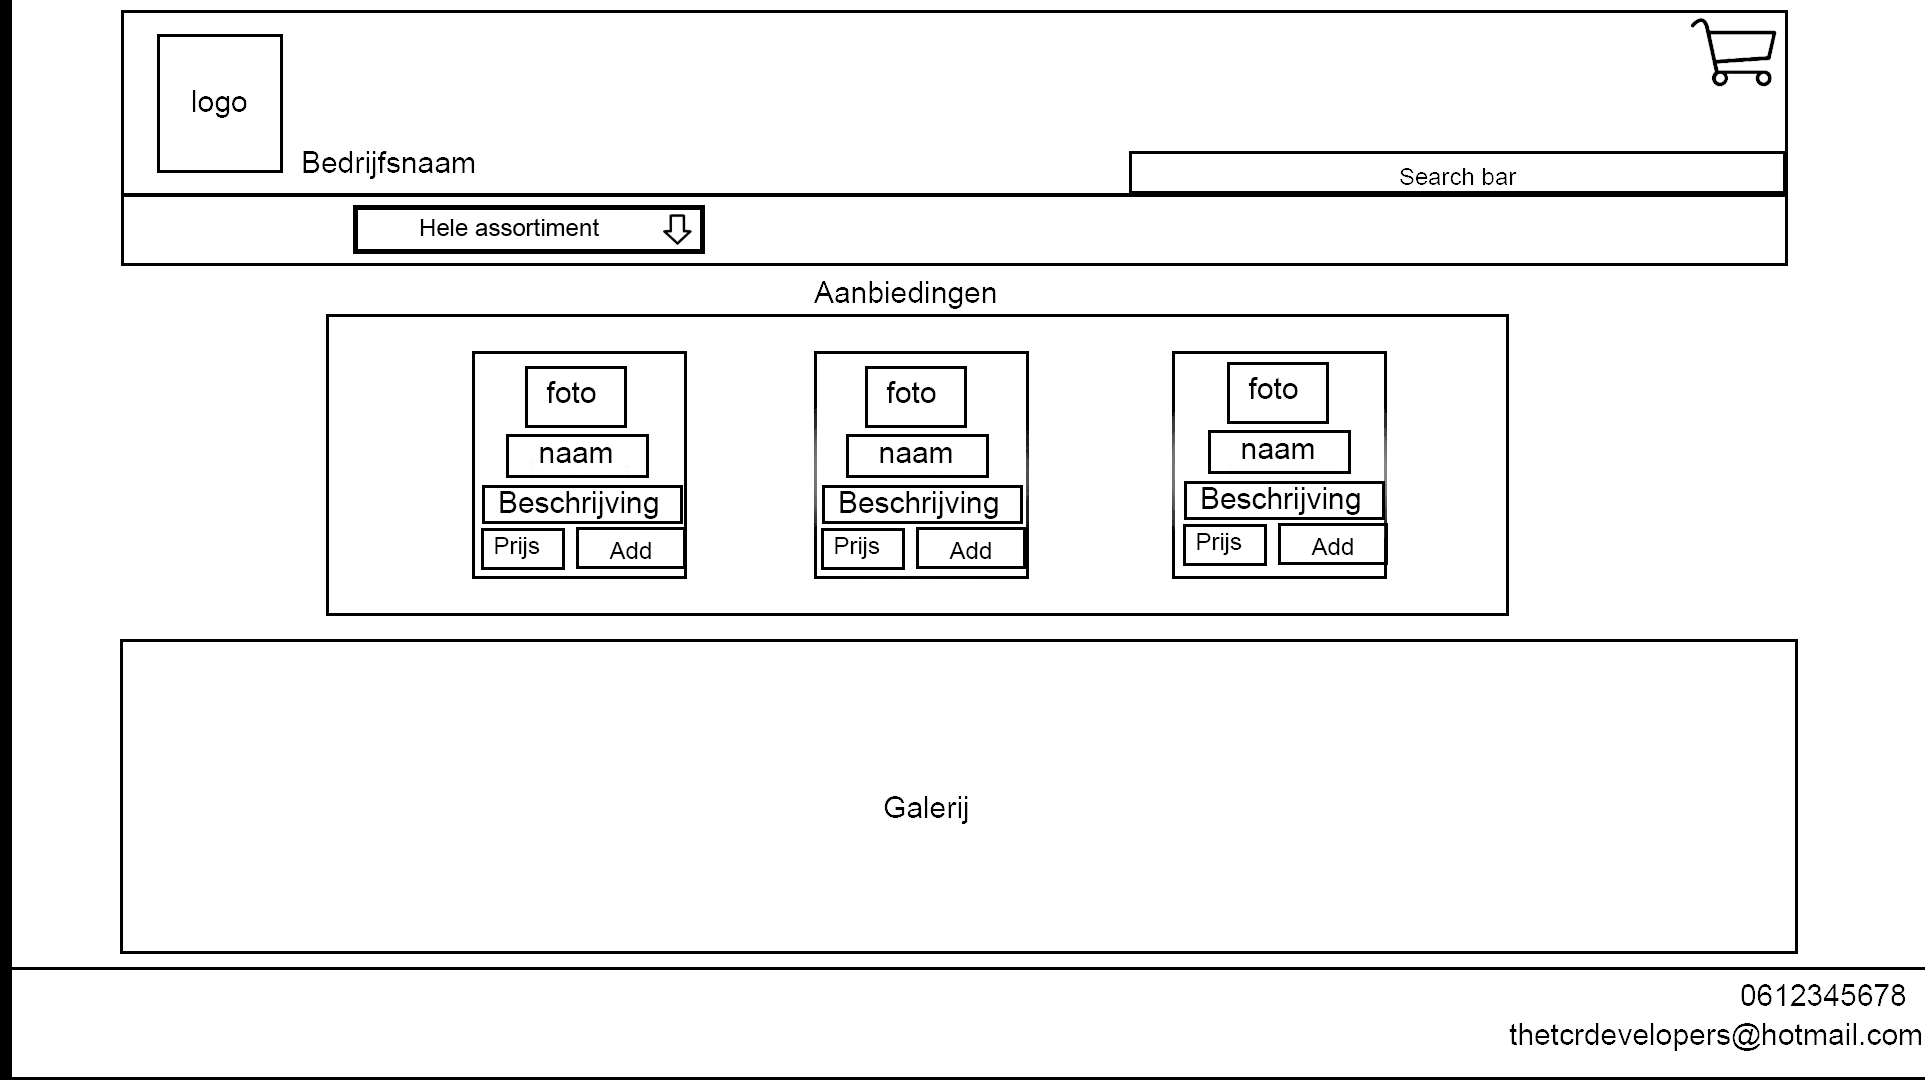 logo
Bedrijfsnaam
Search bar
Hele assortiment
Aanbiedingen
foto
naam
Beschrijving
Prijs
Add
foto
naam
Beschrijving
Prijs
Add
foto
naam
Beschrijving
Prijs
Add
Galerij
0612345678
thetcrdevelopers@hotmail.com